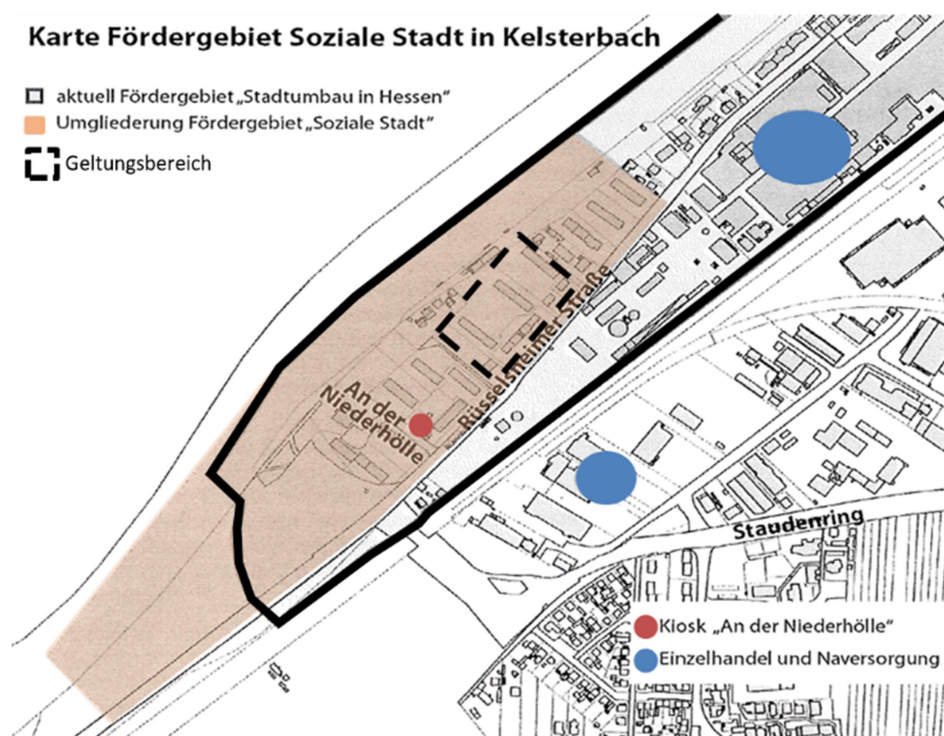 Karte Fördergebiet Soziale Stadt in Kelsterbach
aktuell Fördergebiet „Stadtumbau in Hessen“
Umgliederung Fördergebiet „Soziale Stadt“
Geltungsbereich
Rüsselsheimer Straße
An der
Niederhölle
Staudenring
Kiosk „An der Niederhölle“
Einzelhandel und Naversorgung